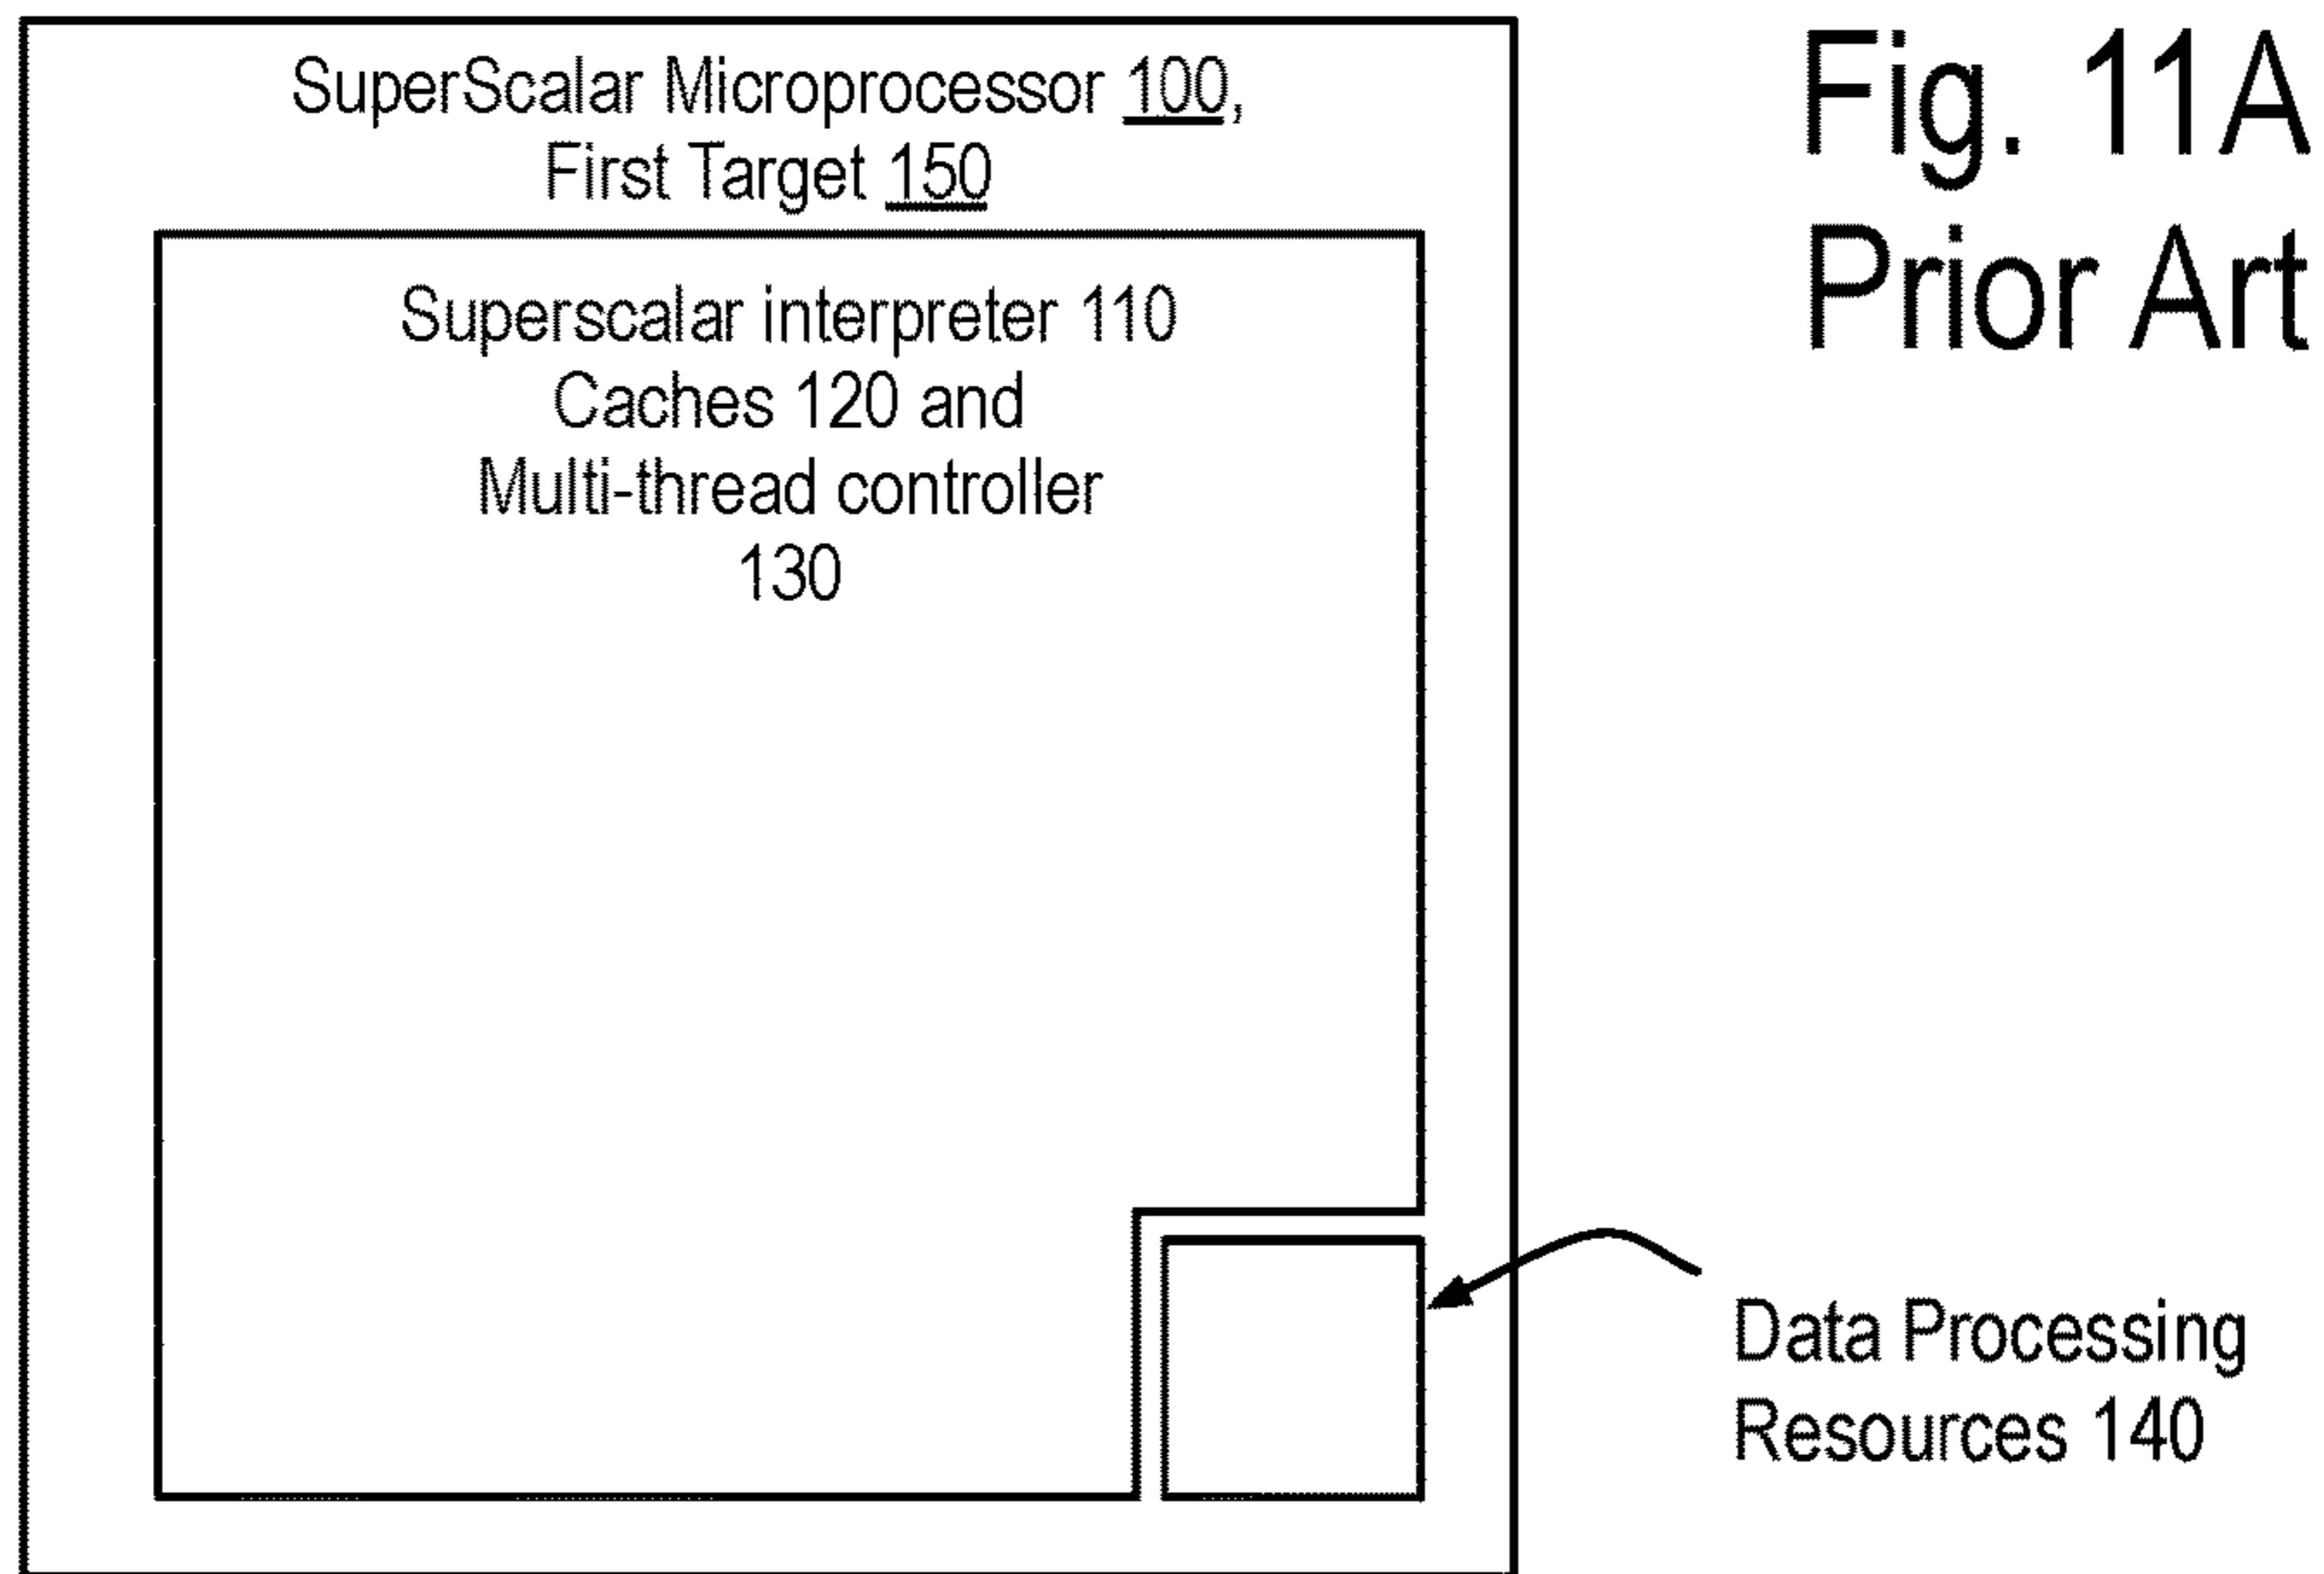 SuperScalar Microprocessor 100,
First Target 150
Fig. 11A
Prior Art
Superscalar interpreter 110
Caches 120 and
Multi-thread controller
130
Data Processing
Resources 140